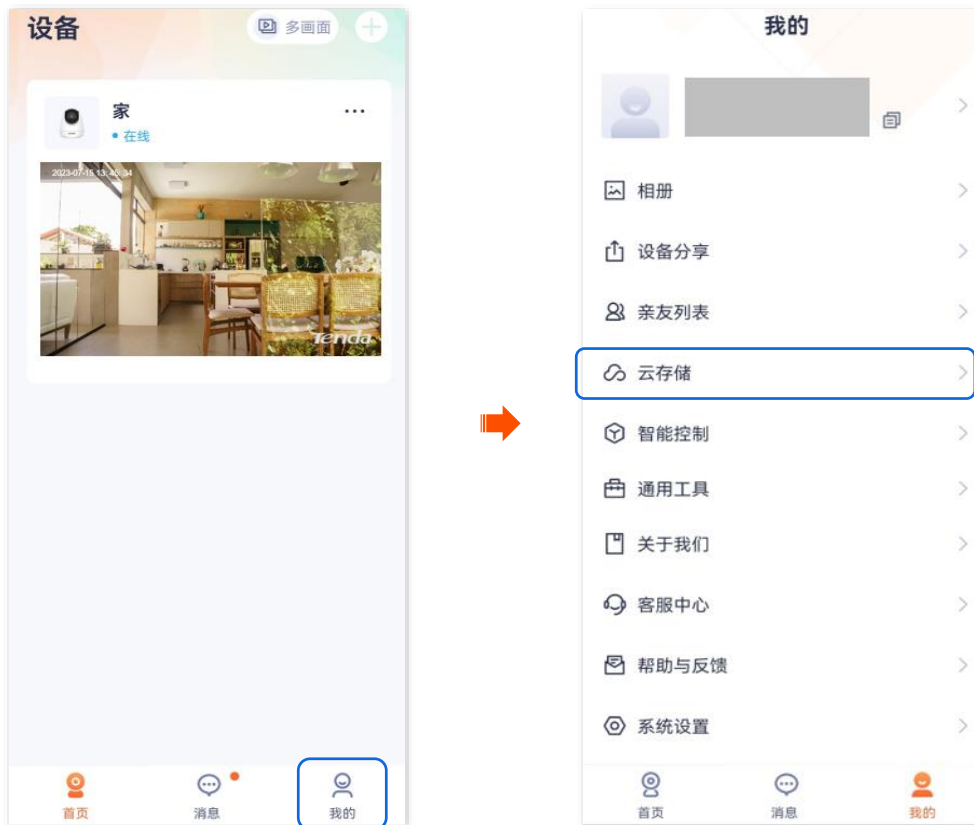 设备
多画面
家
在线
2023-07-15 13:45:34
Tenda
首页
消息
我的
我的
相册
设备分享
亲友列表
云存储
智能控制
通用工具
关于我们
客服中心
帮助与反馈
系统设置
首页
消息
我的